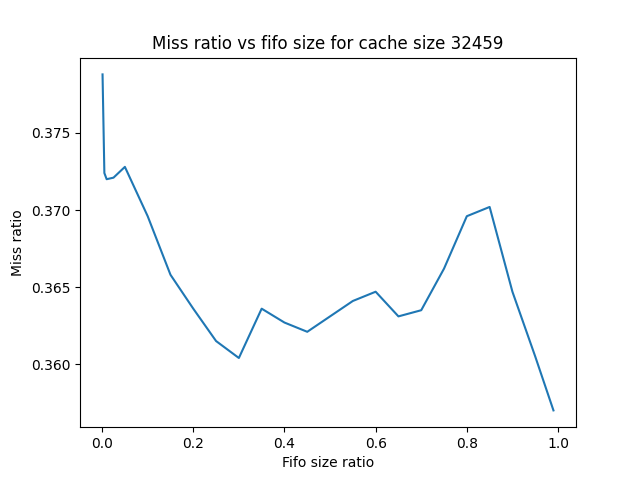 Miss ratio vs fifo size for cache size 32459
0.375
0.370
0.365
0.360
Miss ratio
0.0 0.2 0.4 0.6 0.8 1.0
Fifo size ratio